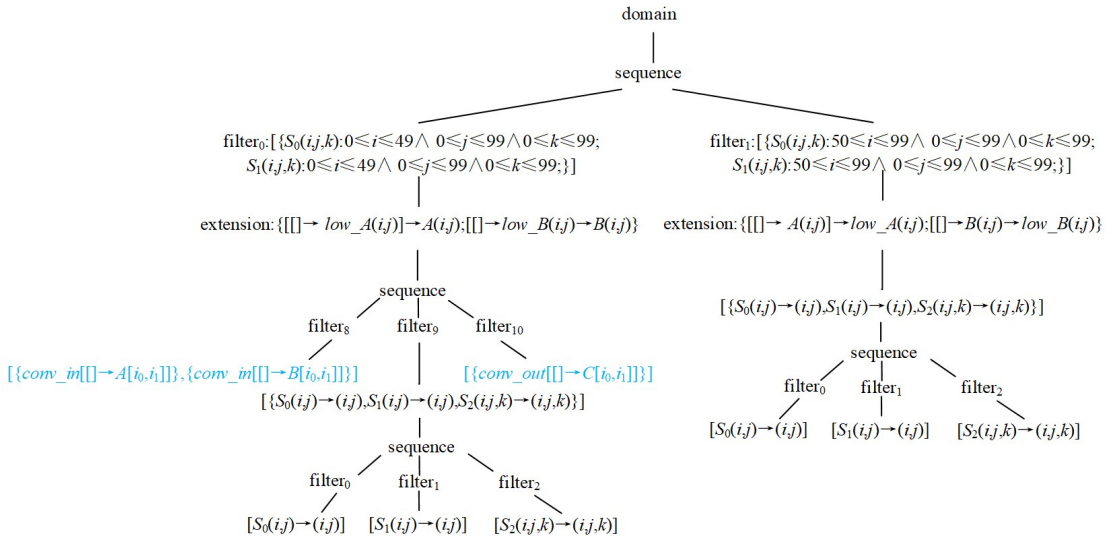 domain
sequence
filter₀:[{S₀(i,j,k):0≤i≤49∧ 0≤j≤99∧0≤k≤99;
S₁(i,j,k):0≤i≤49∧ 0≤j≤99∧0≤k≤99;}]
filter₁:[{S₀(i,j,k):50≤i≤99∧ 0≤j≤99∧0≤k≤99;
S₁(i,j,k):50≤i≤99∧ 0≤j≤99∧0≤k≤99;}]
extension:{[[]→ low_A(i,j)]→A(i,j);[[]→low_B(i,j)→B(i,j)}
extension:{[[]→ A(i,j)]→low_A(i,j);[[]→B(i,j)→low_B(i,j)}
sequence
filter₈
filter₉
filter₁₀
[{conv_in[[]→A[i₀,i₁]]},{conv_in[[]→B[i₀,i₁]]}]
[{conv_out[[]→C[i₀,i₁]]}]
[{S₀(i,j)→(i,j),S₁(i,j)→(i,j),S₂(i,j,k)→(i,j,k)}]
sequence
filter₀
filter₁
filter₂
[S₀(i,j)→(i,j)]
[S₁(i,j)→(i,j)]
[S₂(i,j,k)→(i,j,k)]
[{S₀(i,j)→(i,j),S₁(i,j)→(i,j),S₂(i,j,k)→(i,j,k)}]
sequence
filter₀
filter₁
filter₂
[S₀(i,j)→(i,j)]
[S₁(i,j)→(i,j)]
[S₂(i,j,k)→(i,j,k)]